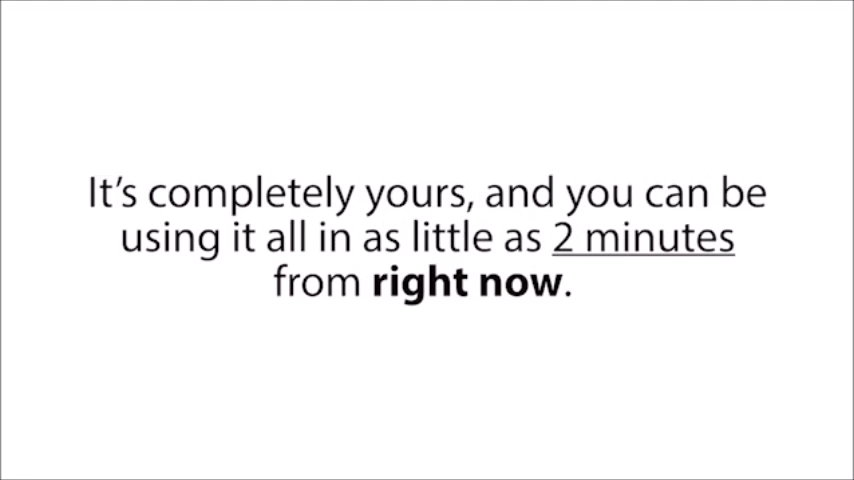 It’s completely yours, and you can be
using it all in as little as 2 minutes
from right now.